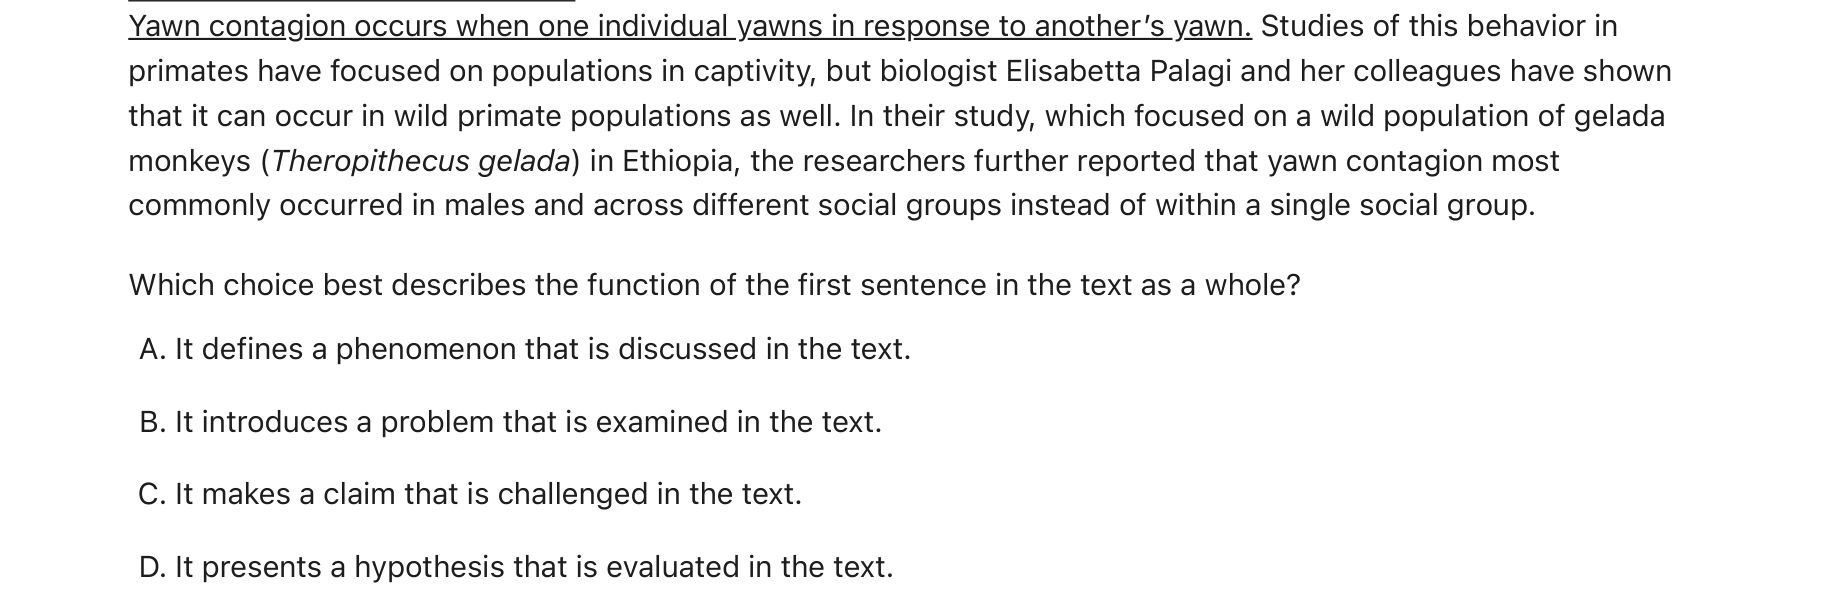 Yawn contagion occurs when one individual yawns in response to another’s yawn. Studies of this behavior in
primates have focused on populations in captivity, but biologist Elisabetta Palagi and her colleagues have shown
that it can occur in wild primate populations as well. In their study, which focused on a wild population of gelada
monkeys (Theropithecus gelada) in Ethiopia, the researchers further reported that yawn contagion most
commonly occurred in males and across different social groups instead of within a single social group.
Which choice best describes the function of the first sentence in the text as a whole?
A. It defines a phenomenon that is discussed in the text.
B. It introduces a problem that is examined in the text.
C. It makes a claim that is challenged in the text.
D. It presents a hypothesis that is evaluated in the text.